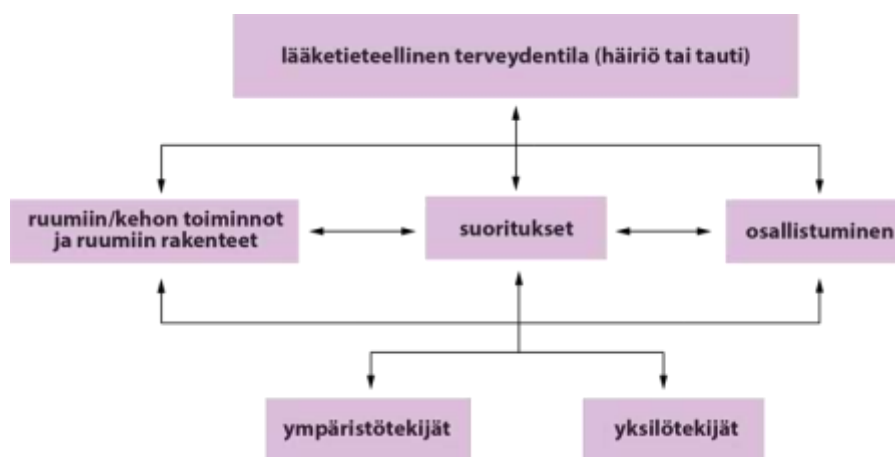 lääketieteellinen terveydentila (häiriö tai tauti)
ruumiin/kehon toiminnot
ja ruumiin rakenteet
suoritukset
osallistuminen
ympäristötekijät
yksilötekijät